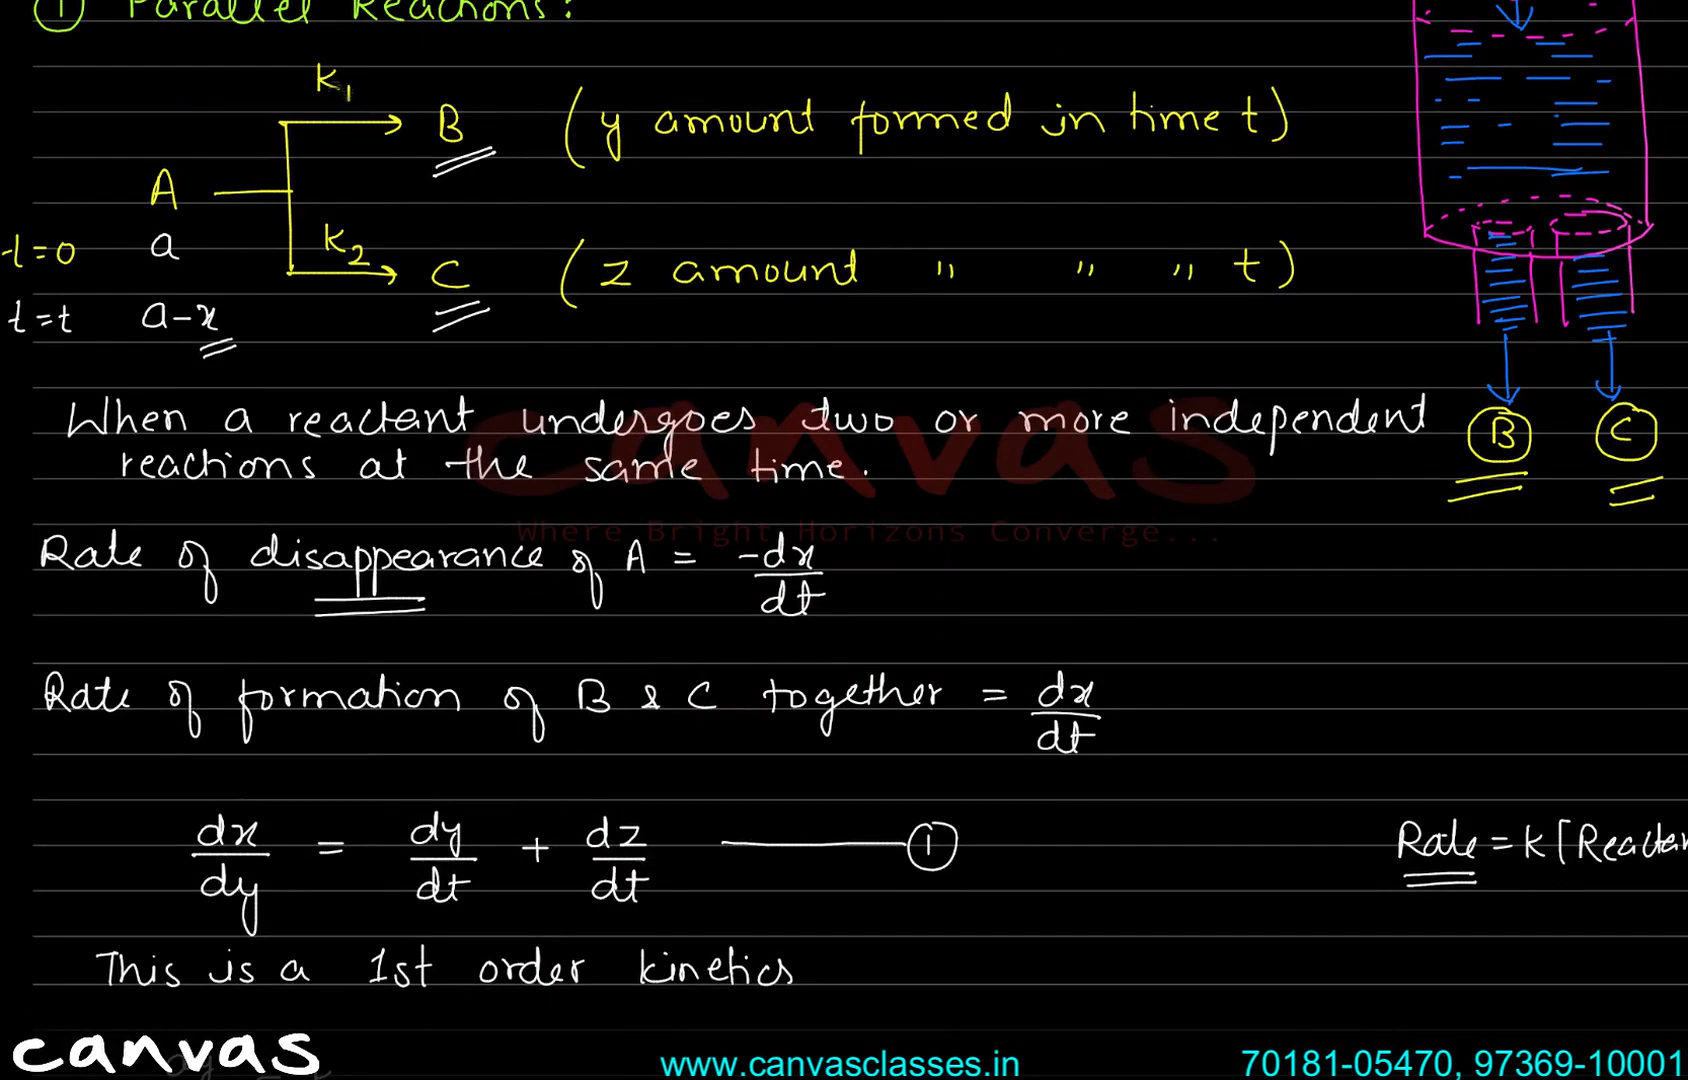 ① Parallel Reactions:
K₁
B (y amount formed in time t)
A
t=0 a
K₂
C (z amount " " " t)
t=t a-x
When a reactant undergoes two or more independent
reactions at the same time.
B C
canvas
Where Bright Horizons Converge...
Rate of disappearance of A = -dx/dt
Rate of formation of B & C together = dx/dt
dx/dy = dy/dt + dz/dt ——— ①
Rate = k [Reactan
This is a 1st order kinetics
canvas
www.canvasclasses.in
70181-05470, 97369-10001